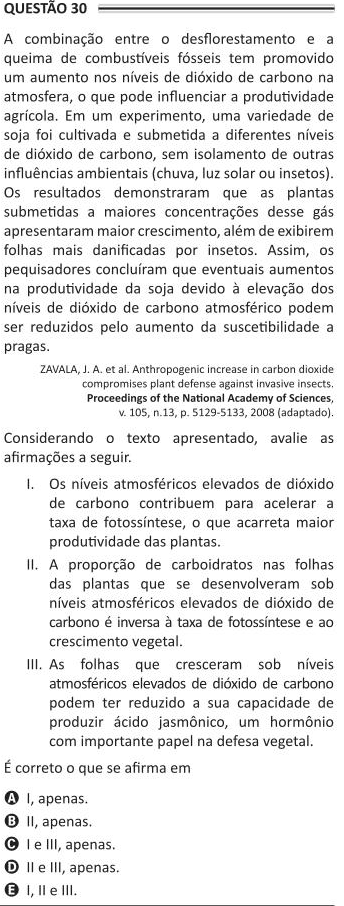 QUESTÃO 30
A combinação entre o desflorestamento e a
queima de combustíveis fósseis tem promovido
um aumento nos níveis de dióxido de carbono na
atmosfera, o que pode influenciar a produtividade
agrícola. Em um experimento, uma variedade de
soja foi cultivada e submetida a diferentes níveis
de dióxido de carbono, sem isolamento de outras
influências ambientais (chuva, luz solar ou insetos).
Os resultados demonstraram que as plantas
submetidas a maiores concentrações desse gás
apresentaram maior crescimento, além de exibirem
folhas mais danificadas por insetos. Assim, os
pequisadores concluíram que eventuais aumentos
na produtividade da soja devido à elevação dos
níveis de dióxido de carbono atmosférico podem
ser reduzidos pelo aumento da suscetibilidade a
pragas.
ZAVALA, J. A. et al. Anthropogenic increase in carbon dioxide
compromises plant defense against invasive insects.
Proceedings of the National Academy of Sciences,
v. 105, n.13, p. 5129-5133, 2008 (adaptado).
Considerando o texto apresentado, avalie as
afirmações a seguir.
I. Os níveis atmosféricos elevados de dióxido
de carbono contribuem para acelerar a
taxa de fotossíntese, o que acarreta maior
produtividade das plantas.
II. A proporção de carboidratos nas folhas
das plantas que se desenvolveram sob
níveis atmosféricos elevados de dióxido de
carbono é inversa à taxa de fotossíntese e ao
crescimento vegetal.
III. As folhas que cresceram sob níveis
atmosféricos elevados de dióxido de carbono
podem ter reduzido a sua capacidade de
produzir ácido jasmônico, um hormônio
com importante papel na defesa vegetal.
É correto o que se afirma em
A I, apenas.
B II, apenas.
C I e III, apenas.
D II e III, apenas.
E I, II e III.